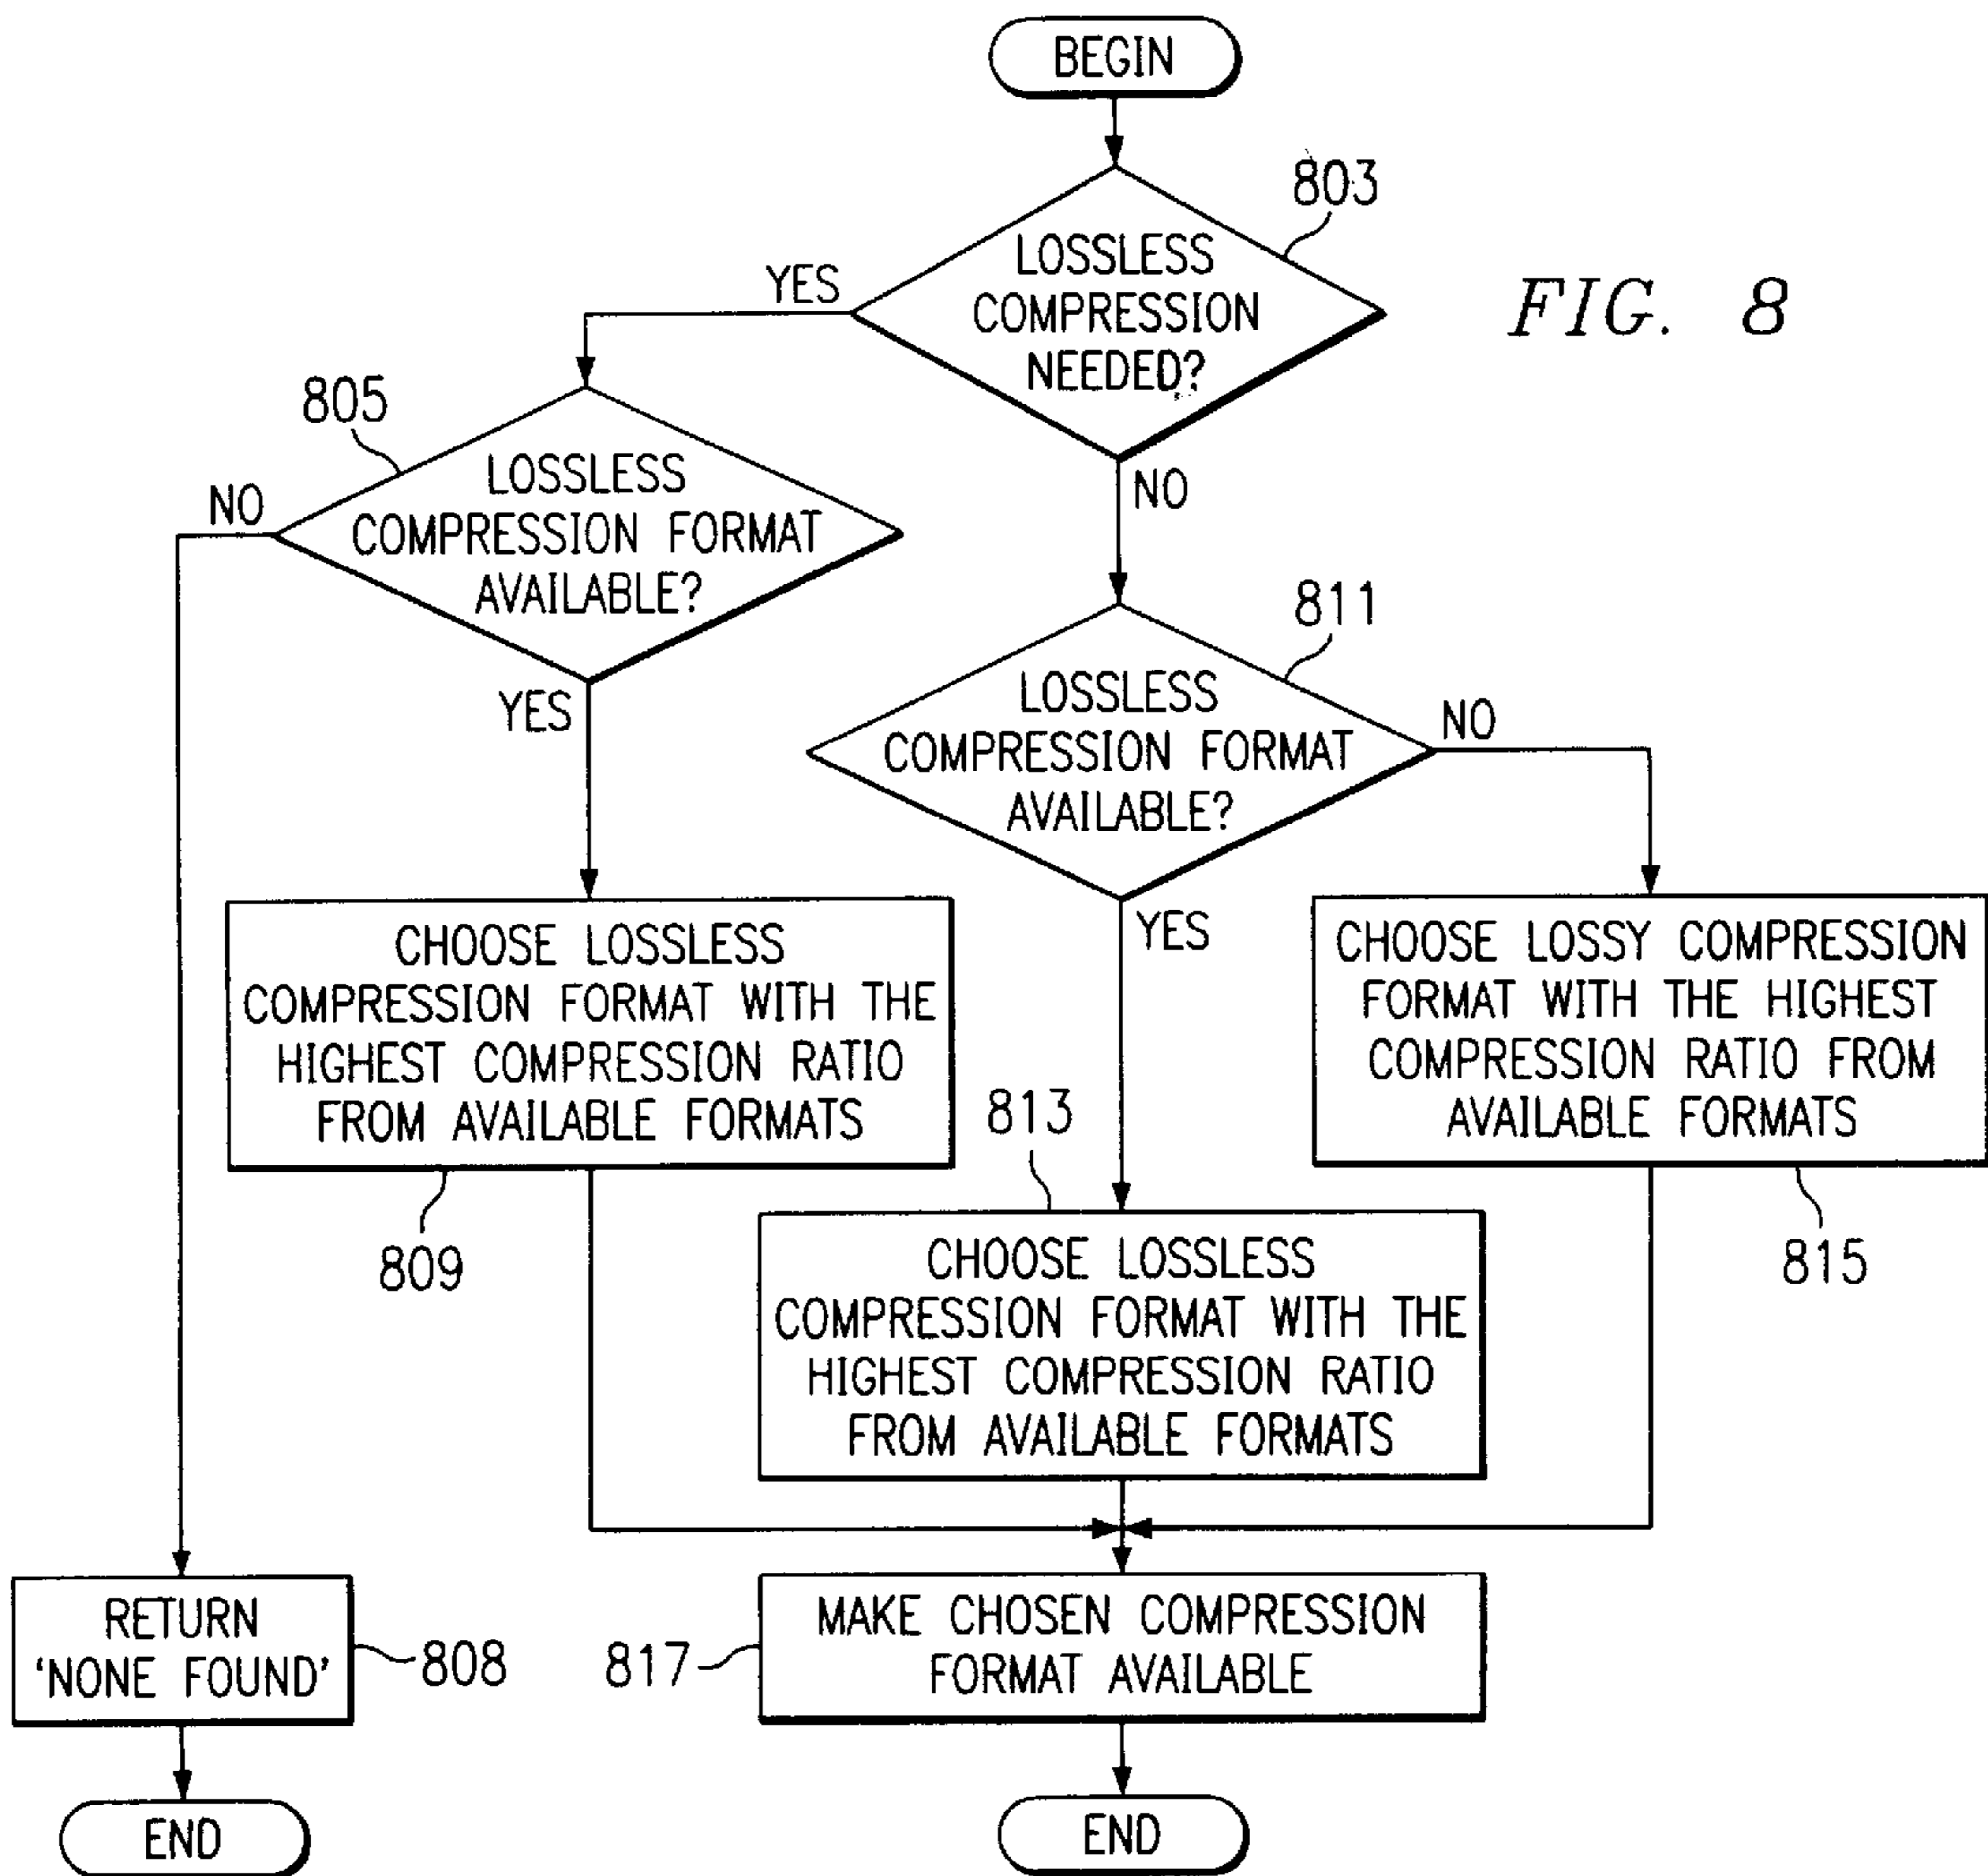 BEGIN
803
LOSSLESS
COMPRESSION
NEEDED?
YES
FIG. 8
805
LOSSLESS
COMPRESSION FORMAT
AVAILABLE?
NO
NO
811
LOSSLESS
COMPRESSION FORMAT
AVAILABLE?
YES
NO
CHOOSE LOSSLESS
COMPRESSION FORMAT WITH THE
HIGHEST COMPRESSION RATIO
FROM AVAILABLE FORMATS
809
YES
CHOOSE LOSSY COMPRESSION
FORMAT WITH THE HIGHEST
COMPRESSION RATIO FROM
AVAILABLE FORMATS
815
813
CHOOSE LOSSLESS
COMPRESSION FORMAT WITH THE
HIGHEST COMPRESSION RATIO
FROM AVAILABLE FORMATS
RETURN
‘NONE FOUND’
808
817
MAKE CHOSEN COMPRESSION
FORMAT AVAILABLE
END
END